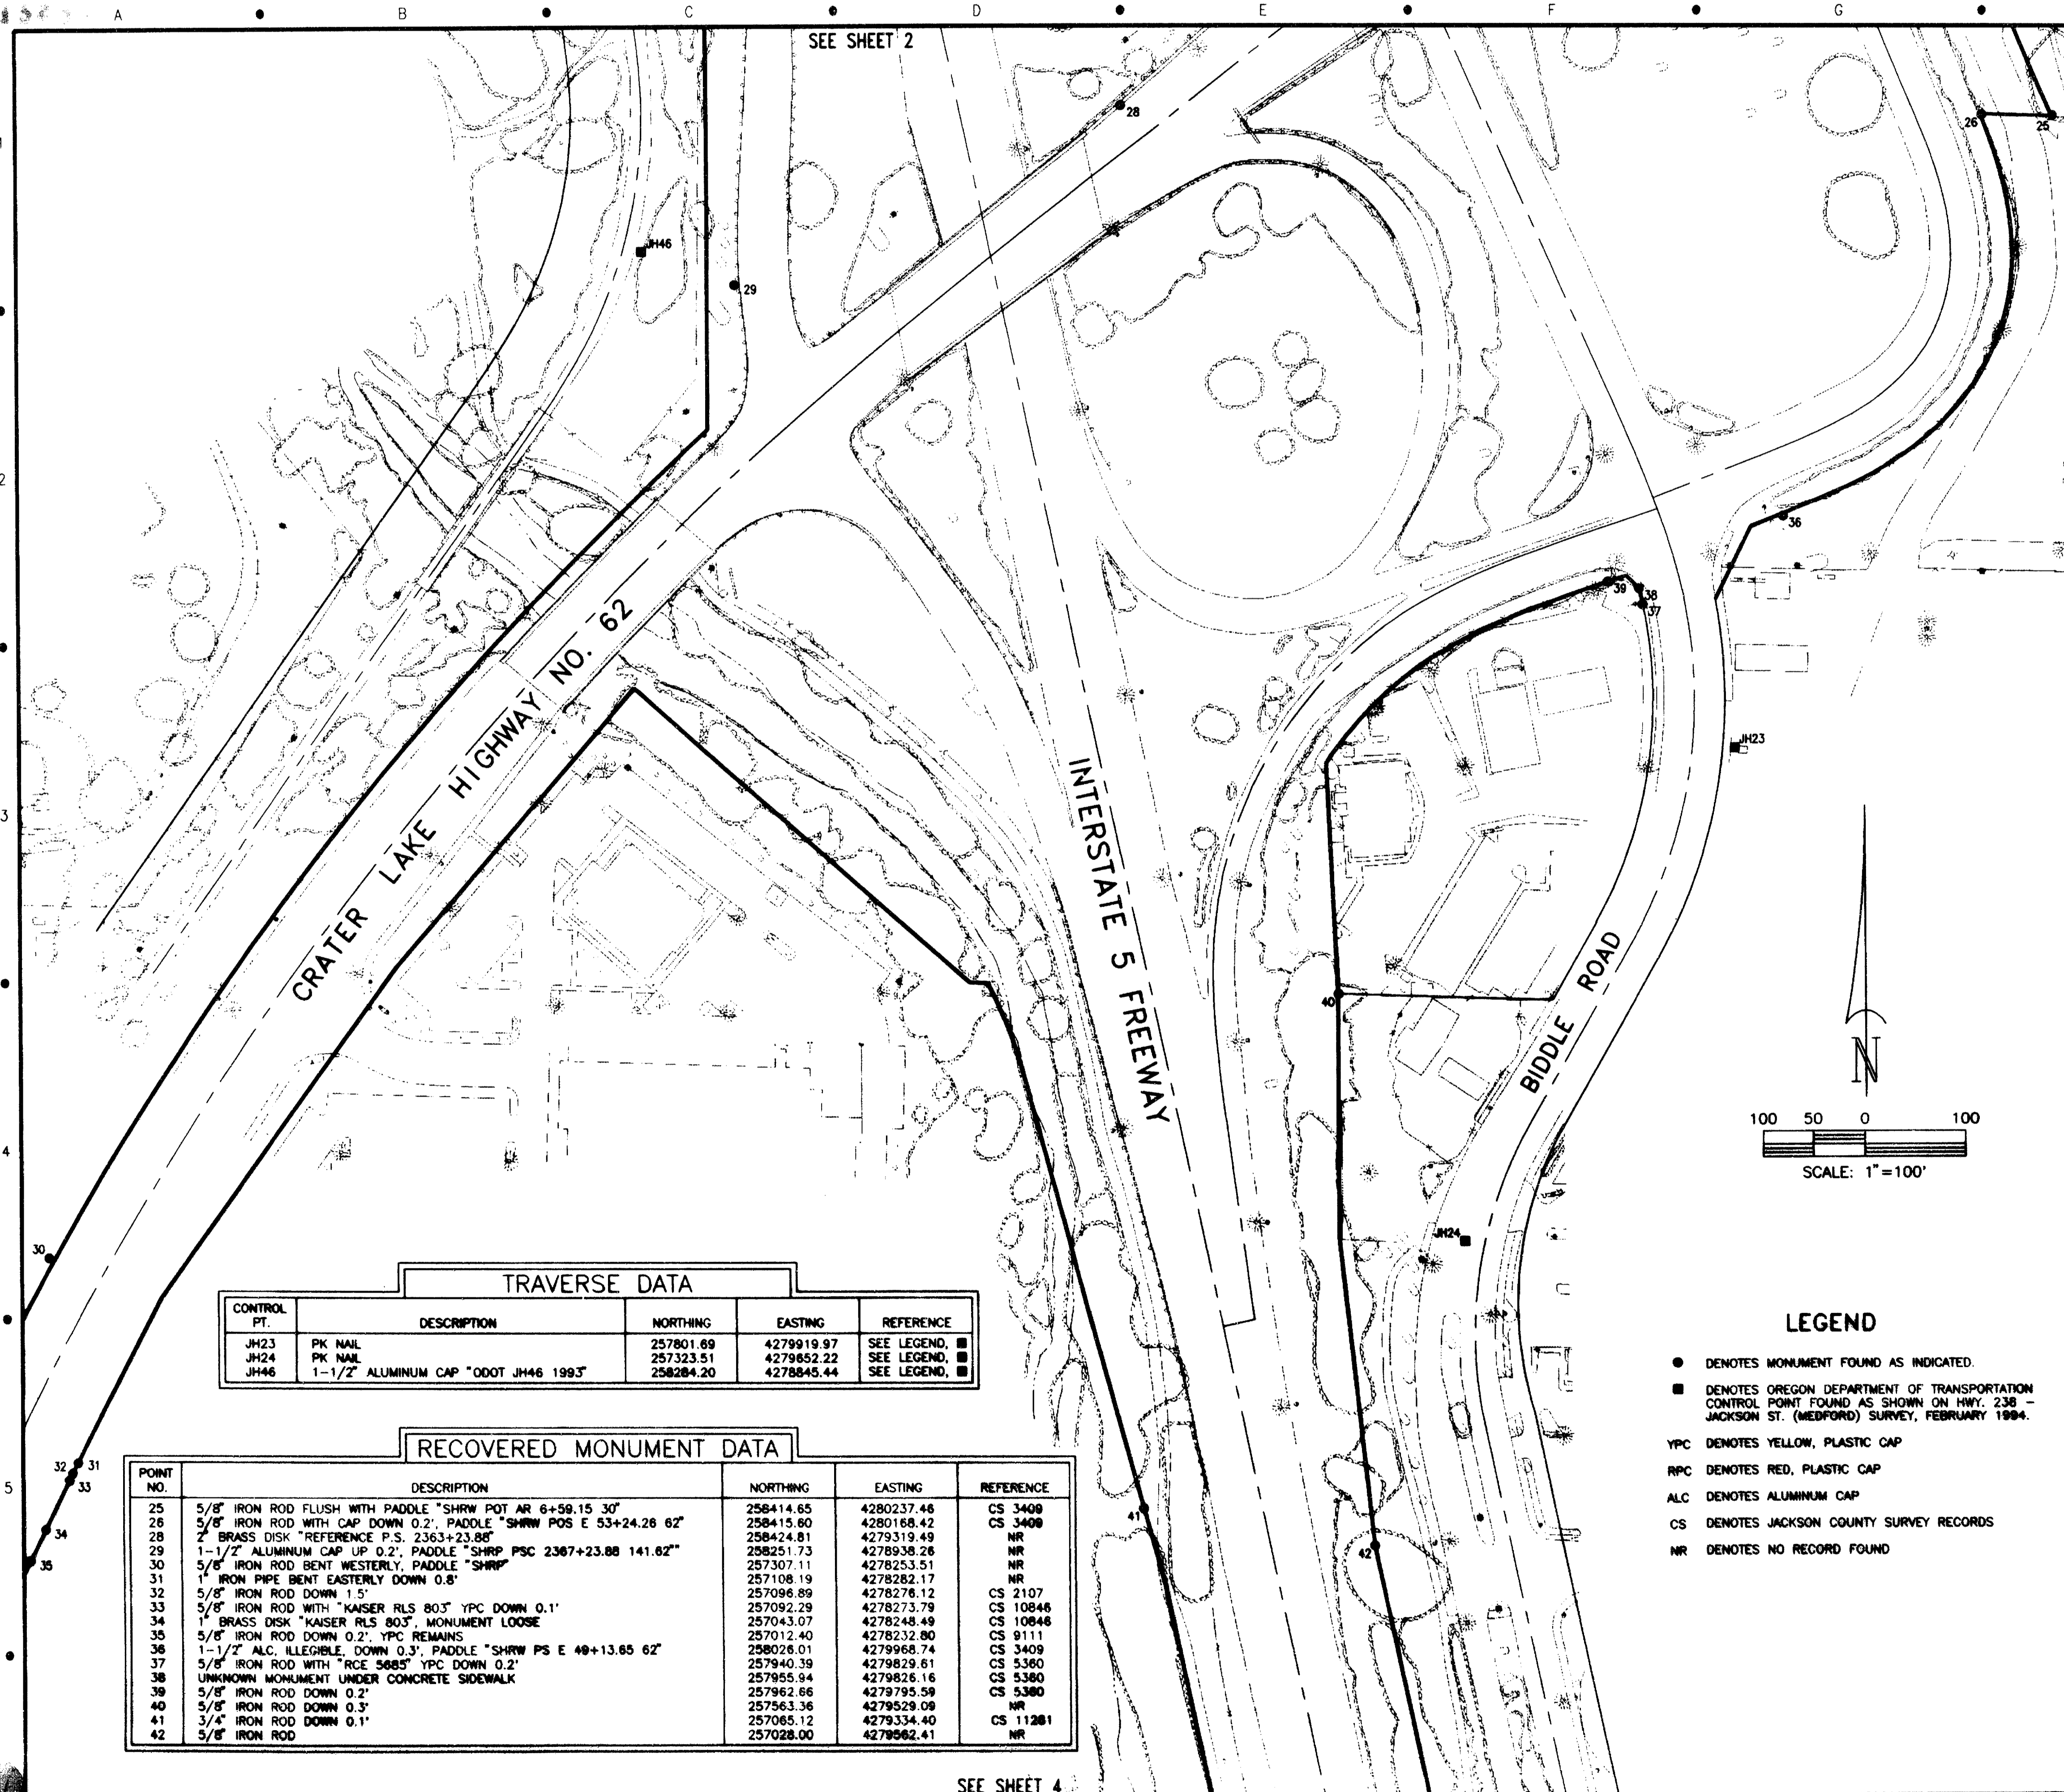 A B C D E F G
SEE SHEET 2
1
2
3
4
5
28
26
25
JH46
29
36
39
38
37
JH23
CRATER LAKE HIGHWAY NO. 62
INTERSTATE 5 FREEWAY
BIDDLE ROAD
40
N
100 50 0 100
SCALE: 1"=100'
30
JH24
TRAVERSE DATA
CONTROL PT. DESCRIPTION NORTHING EASTING REFERENCE
JH23 PK NAIL 257801.69 4279919.97 SEE LEGEND, ■
JH24 PK NAIL 257323.51 4279652.22 SEE LEGEND, ■
JH46 1-1/2" ALUMINUM CAP "ODOT JH46 1993" 258284.20 4278845.44 SEE LEGEND, ■
32
31
33
34
35
41
42
RECOVERED MONUMENT DATA
POINT NO. DESCRIPTION NORTHING EASTING REFERENCE
25 5/8" IRON ROD FLUSH WITH PADDLE "SHRW POT AR 6+59.15 30" 258414.65 4280237.46 CS 3409
26 5/8" IRON ROD WITH CAP DOWN 0.2', PADDLE "SHRW POS E 53+24.26 62" 258415.60 4280168.42 CS 3409
28 2" BRASS DISK "REFERENCE P.S. 2363+23.88" 258424.81 4279319.49 NR
29 1-1/2" ALUMINUM CAP UP 0.2', PADDLE "SHRP PSC 2367+23.88 141.62"" 258251.73 4278938.26 NR
30 5/8" IRON ROD BENT WESTERLY, PADDLE "SHRP" 257307.11 4278253.51 NR
31 1" IRON PIPE BENT EASTERLY DOWN 0.8' 257108.19 4278282.17 NR
32 5/8" IRON ROD DOWN 1.5' 257096.89 4278276.12 CS 2107
33 5/8" IRON ROD WITH "KAISER RLS 803" YPC DOWN 0.1' 257092.29 4278273.79 CS 10846
34 1" BRASS DISK "KAISER RLS 803", MONUMENT LOOSE 257043.07 4278248.49 CS 10846
35 5/8" IRON ROD DOWN 0.2', YPC REMAINS 257012.40 4278232.80 CS 9111
36 1-1/2" ALC, ILLEGIBLE, DOWN 0.3', PADDLE "SHRW PS E 49+13.65 62" 258026.01 4279968.74 CS 3409
37 5/8" IRON ROD WITH "RCE 5685" YPC DOWN 0.2' 257940.39 4279829.61 CS 5360
38 UNKNOWN MONUMENT UNDER CONCRETE SIDEWALK 257955.94 4279826.16 CS 5360
39 5/8" IRON ROD DOWN 0.2' 257962.66 4279795.59 CS 5360
40 5/8" IRON ROD DOWN 0.3' 257563.36 4279529.09 NR
41 3/4" IRON ROD DOWN 0.1' 257065.12 4279334.40 CS 11281
42 5/8" IRON ROD 257028.00 4279562.41 NR
LEGEND
● DENOTES MONUMENT FOUND AS INDICATED.
■ DENOTES OREGON DEPARTMENT OF TRANSPORTATION
CONTROL POINT FOUND AS SHOWN ON HWY. 238 -
JACKSON ST. (MEDFORD) SURVEY, FEBRUARY 1994.
YPC DENOTES YELLOW, PLASTIC CAP
RPC DENOTES RED, PLASTIC CAP
ALC DENOTES ALUMINUM CAP
CS DENOTES JACKSON COUNTY SURVEY RECORDS
NR DENOTES NO RECORD FOUND
SEE SHEET 4